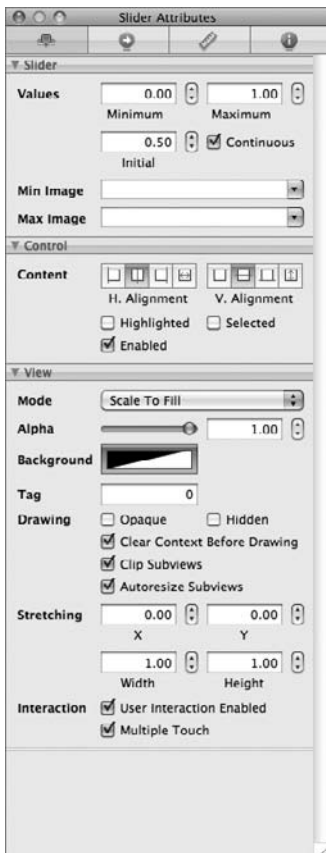 Slider Attributes
Slider
Values 0.00 1.00
Minimum Maximum
0.50 Continuous
Initial
Min Image
Max Image
Control
Content
H. Alignment V. Alignment
Highlighted Selected
Enabled
View
Mode Scale To Fill
Alpha 1.00
Background
Tag 0
Drawing Opaque Hidden
Clear Context Before Drawing
Clip Subviews
Autoresize Subviews
Stretching 0.00 0.00
X Y
1.00 1.00
Width Height
Interaction User Interaction Enabled
Multiple Touch